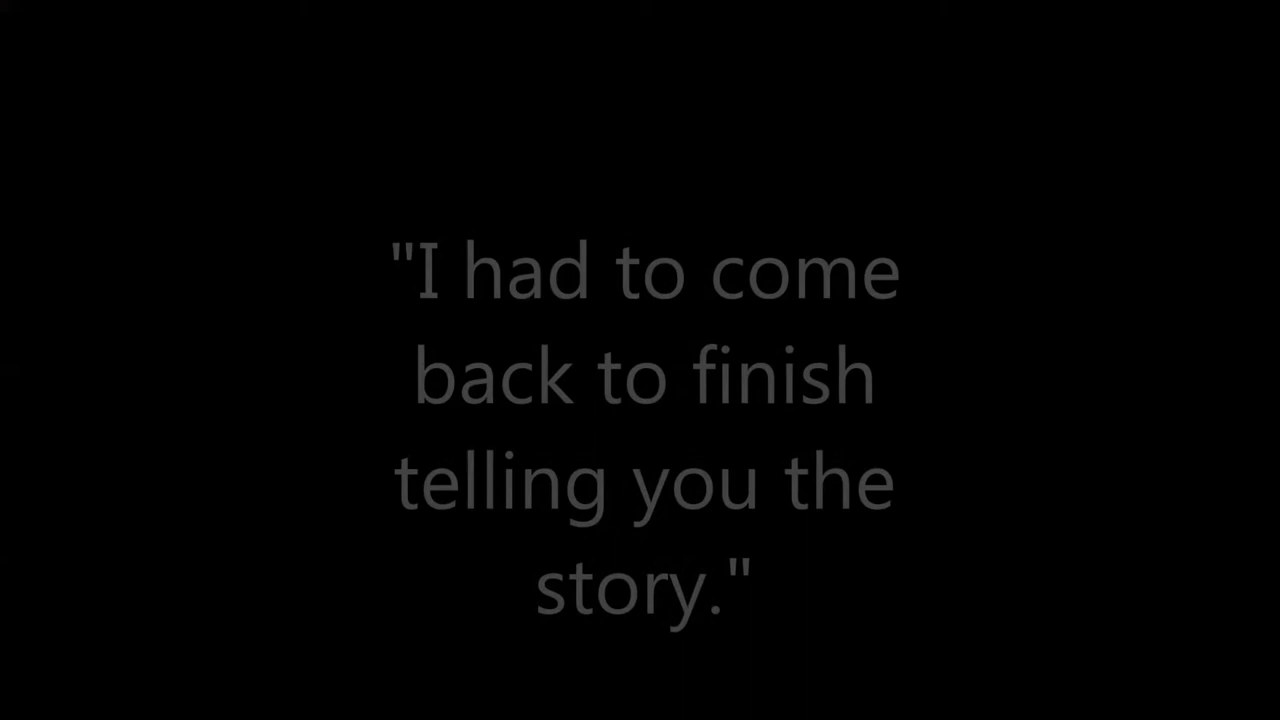 "I had to come
back to finish
telling you the
story."